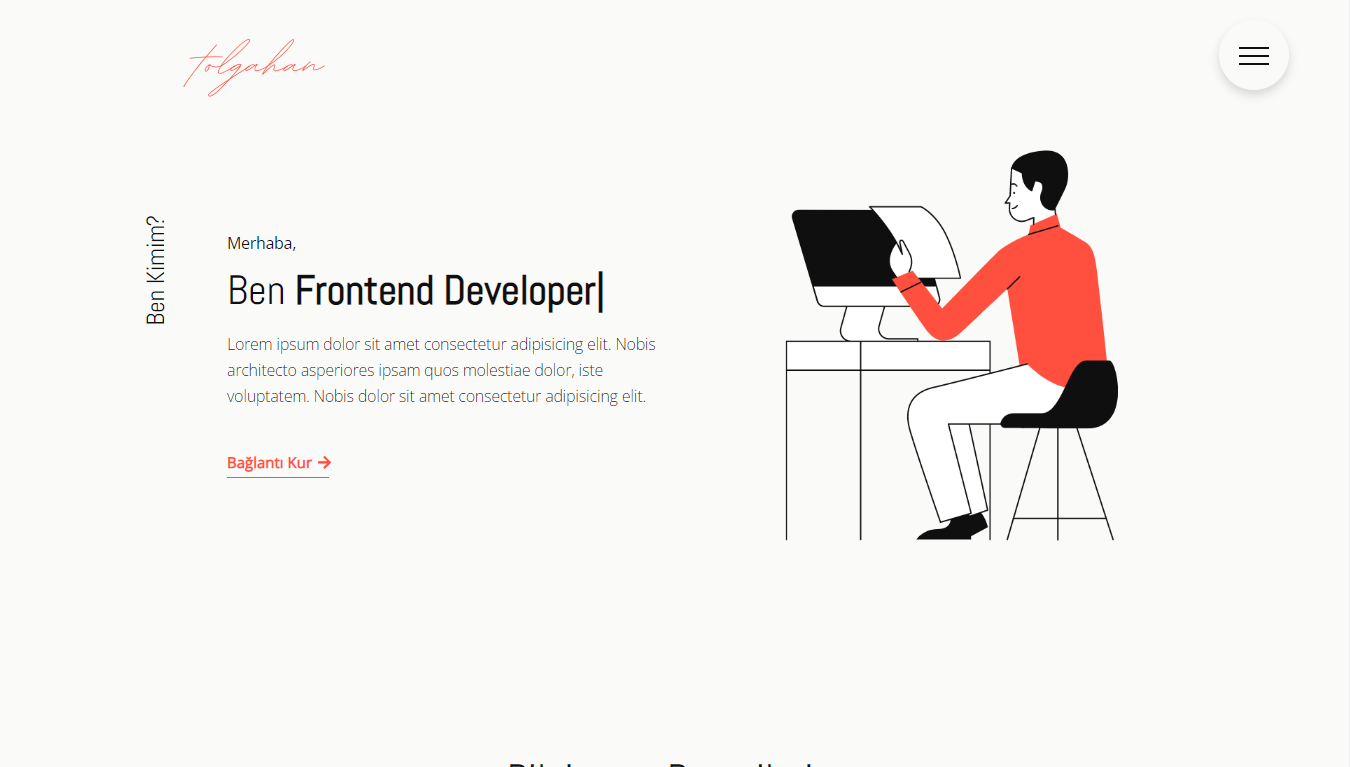 tolgahan
Ben Kimim?
Merhaba,
Ben Frontend Developer|
Lorem ipsum dolor sit amet consectetur adipisicing elit. Nobis
architecto asperiores ipsam quos molestiae dolor, iste
voluptatem. Nobis dolor sit amet consectetur adipisicing elit.
Bağlantı Kur